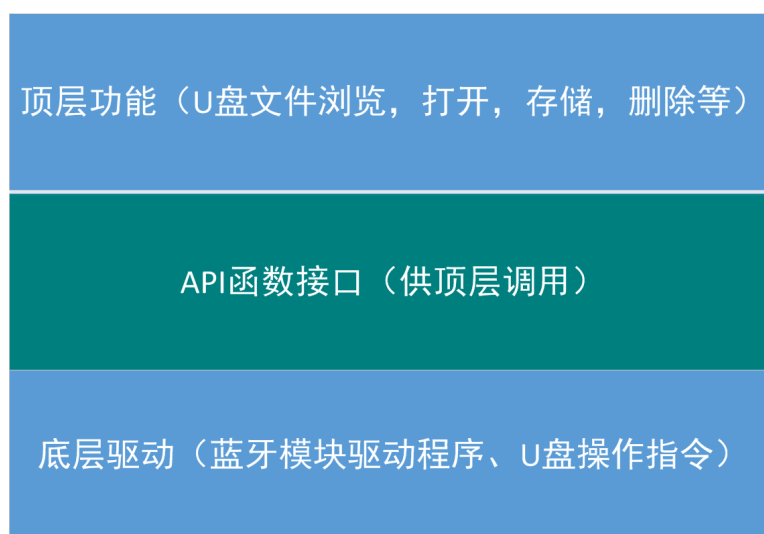 顶层功能（U盘文件浏览，打开，存储，删除等）
API函数接口（供顶层调用）
底层驱动（蓝牙模块驱动程序、U盘操作指令）